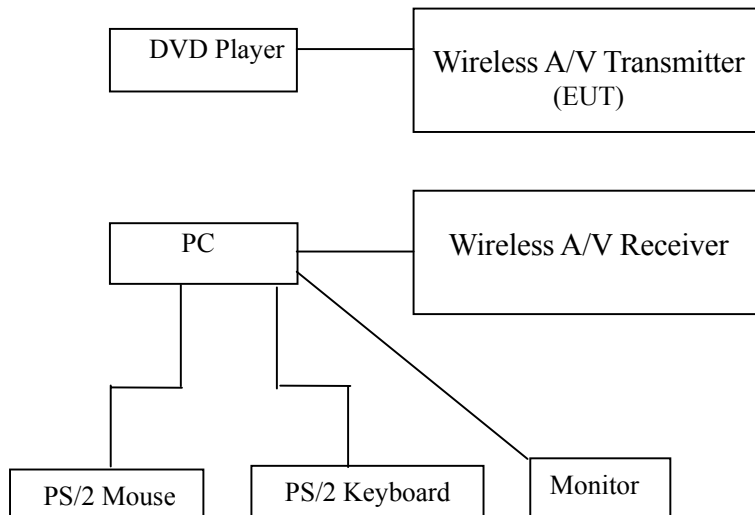 DVD Player
Wireless A/V Transmitter
(EUT)
PC
Wireless A/V Receiver
PS/2 Mouse
PS/2 Keyboard
Monitor